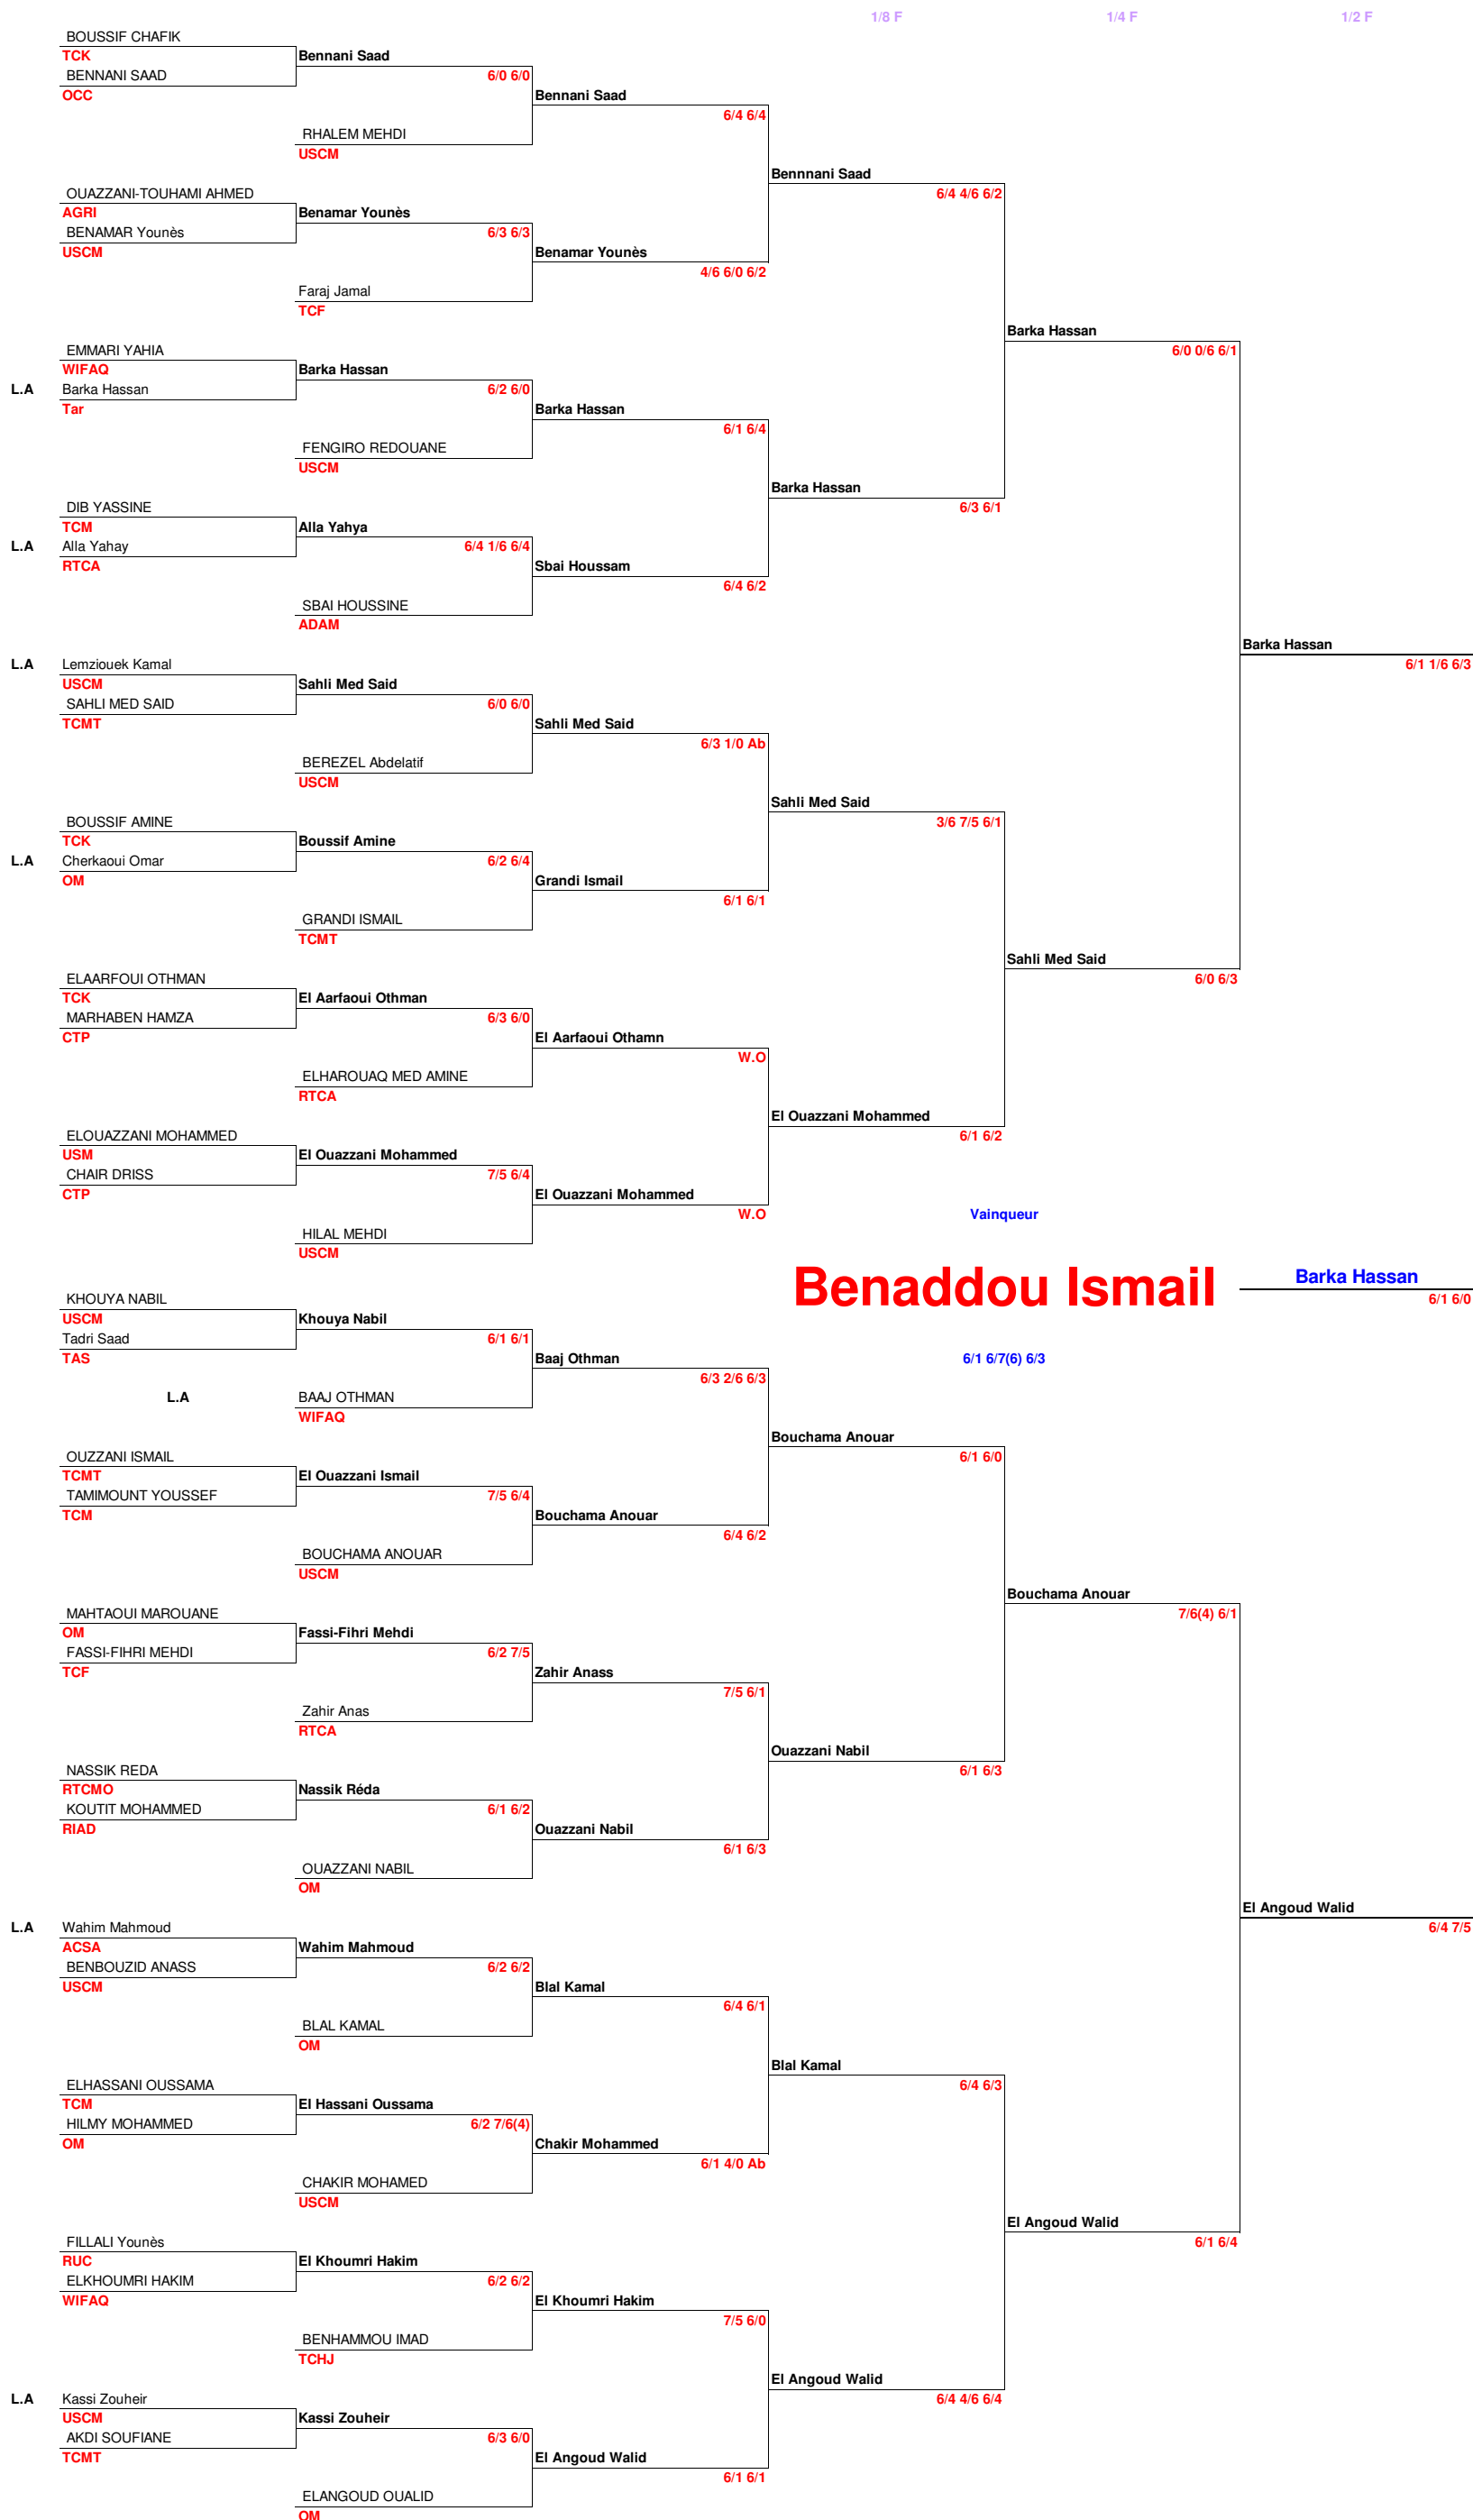 1/8 F 1/4 F 1/2 F
BOUSSIF CHAFIK
TCK Bennani Saad
BENNANI SAAD 6/0 6/0
OCC Bennani Saad
6/4 6/4
RHALEM MEHDI
USCM
Bennnani Saad
OUAZZANI-TOUHAMI AHMED 6/4 4/6 6/2
AGRI Benamar Younès
BENAMAR Younès 6/3 6/3
USCM Benamar Younès
4/6 6/0 6/2
Faraj Jamal
TCF
Barka Hassan
EMMARI YAHIA 6/0 0/6 6/1
WIFAQ Barka Hassan
L.A Barka Hassan 6/2 6/0
Tar Barka Hassan
6/1 6/4
FENGIRO REDOUANE
USCM
Barka Hassan
DIB YASSINE 6/3 6/1
TCM Alla Yahya
L.A Alla Yahay 6/4 1/6 6/4
RTCA Sbai Houssam
6/4 6/2
SBAI HOUSSINE
ADAM
Barka Hassan
L.A Lemziouek Kamal 6/1 1/6 6/3
USCM Sahli Med Said
SAHLI MED SAID 6/0 6/0
TCMT Sahli Med Said
6/3 1/0 Ab
BEREZEL Abdelatif
USCM
Sahli Med Said
BOUSSIF AMINE 3/6 7/5 6/1
TCK Boussif Amine
L.A Cherkaoui Omar 6/2 6/4
OM Grandi Ismail
6/1 6/1
GRANDI ISMAIL
TCMT
Sahli Med Said
ELAARFOUI OTHMAN 6/0 6/3
TCK El Aarfaoui Othman
MARHABEN HAMZA 6/3 6/0
CTP El Aarfaoui Othamn
W.O
ELHAROUAQ MED AMINE
RTCA
El Ouazzani Mohammed
ELOUAZZANI MOHAMMED 6/1 6/2
USM El Ouazzani Mohammed
CHAIR DRISS 7/5 6/4
CTP El Ouazzani Mohammed
W.O Vainqueur
HILAL MEHDI
USCM
Benaddou Ismail Barka Hassan
KHOUYA NABIL 6/1 6/0
USCM Khouya Nabil
Tadri Saad 6/1 6/1
TAS Baaj Othman 6/1 6/7(6) 6/3
6/3 2/6 6/3
L.A BAAJ OTHMAN
WIFAQ
Bouchama Anouar
OUZZANI ISMAIL 6/1 6/0
TCMT El Ouazzani Ismail
TAMIMOUNT YOUSSEF 7/5 6/4
TCM Bouchama Anouar
6/4 6/2
BOUCHAMA ANOUAR
USCM
Bouchama Anouar
MAHTAOUI MAROUANE 7/6(4) 6/1
OM Fassi-Fihri Mehdi
FASSI-FIHRI MEHDI 6/2 7/5
TCF Zahir Anass
7/5 6/1
Zahir Anas
RTCA
Ouazzani Nabil
NASSIK REDA 6/1 6/3
RTCMO Nassik Réda
KOUTIT MOHAMMED 6/1 6/2
RIAD Ouazzani Nabil
6/1 6/3
OUAZZANI NABIL
OM
El Angoud Walid
L.A Wahim Mahmoud 6/4 7/5
ACSA Wahim Mahmoud
BENBOUZID ANASS 6/2 6/2
USCM Blal Kamal
6/4 6/1
BLAL KAMAL
OM
Blal Kamal
ELHASSANI OUSSAMA 6/4 6/3
TCM El Hassani Oussama
HILMY MOHAMMED 6/2 7/6(4)
OM Chakir Mohammed
6/1 4/0 Ab
CHAKIR MOHAMED
USCM
El Angoud Walid
FILLALI Younès 6/1 6/4
RUC El Khoumri Hakim
ELKHOUMRI HAKIM 6/2 6/2
WIFAQ El Khoumri Hakim
7/5 6/0
BENHAMMOU IMAD
TCHJ
El Angoud Walid
L.A Kassi Zouheir 6/4 4/6 6/4
USCM Kassi Zouheir
AKDI SOUFIANE 6/3 6/0
TCMT El Angoud Walid
6/1 6/1
ELANGOUD OUALID
OM